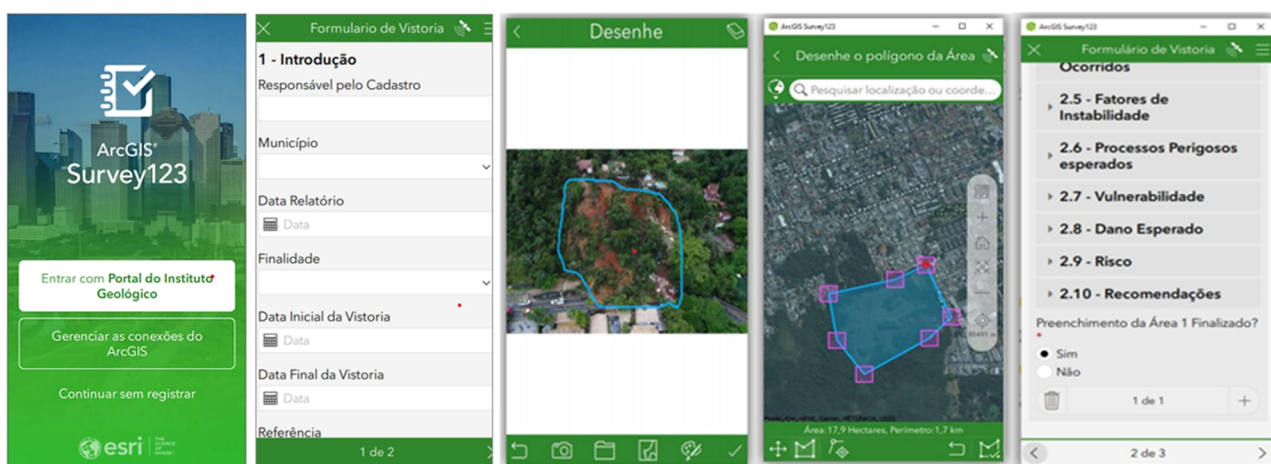 ArcGIS®
Survey123
Entrar com Portal do Instituto
Geológico
Gerenciar as conexões do
ArcGIS
Continuar sem registrar
esri
THE
SCIENCE
OF
WHERE
Formulario de Vistoria
1 - Introdução
Responsável pelo Cadastro
Município
Data Relatório
Data
Finalidade
Data Inicial da Vistoria
Data
Data Final da Vistoria
Data
Referência
1 de 2
Desenhe
ArcGIS Survey123
Desenhe o polígono da Área
Pesquisar localização ou coorde...
Área:17,9 Hectares, Perímetro:1,7 km
ArcGIS Survey123
Formulário de Vistoria
Ocorridos
2.5 - Fatores de
Instabilidade
2.6 - Processos Perigosos
esperados
2.7 - Vulnerabilidade
2.8 - Dano Esperado
2.9 - Risco
2.10 - Recomendações
Preenchimento da Área 1 Finalizado?
*
Sim
Não
1 de 1
2 de 3